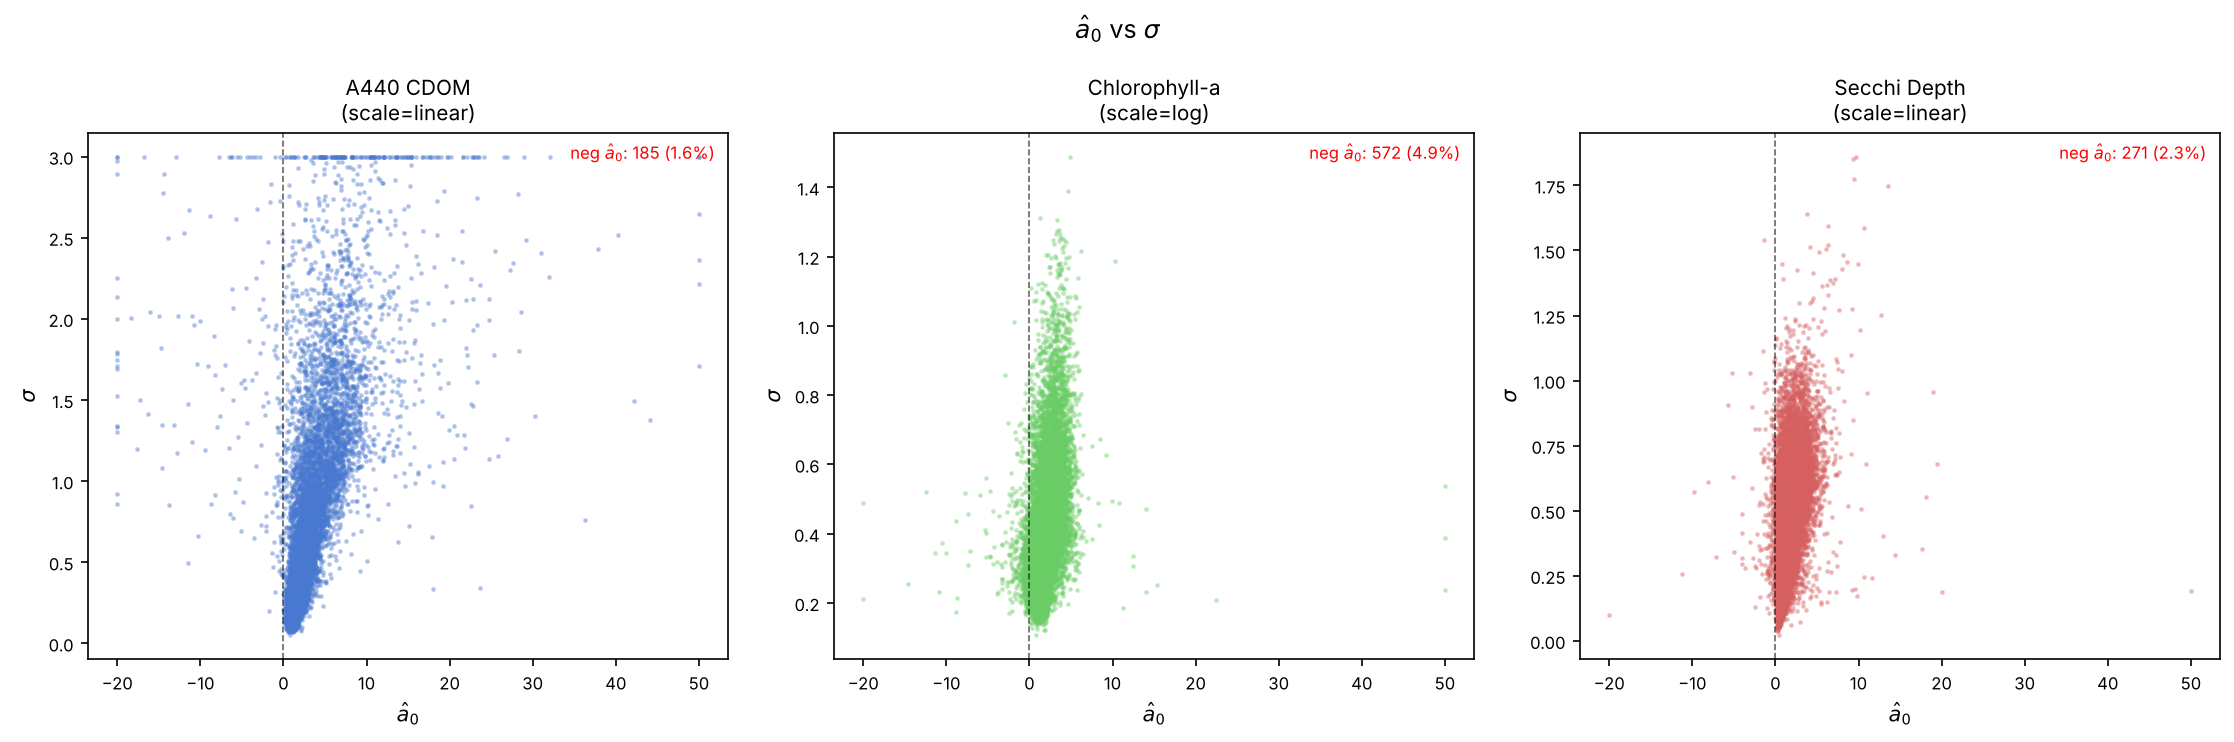 â₀ vs σ
A440 CDOM
(scale=linear)
neg â₀: 185 (1.6%)
3.0
2.5
2.0
1.5
1.0
0.5
0.0
σ
−20 −10 0 10 20 30 40 50
â₀
Chlorophyll-a
(scale=log)
neg â₀: 572 (4.9%)
1.4
1.2
1.0
0.8
0.6
0.4
0.2
σ
−20 −10 0 10 20 30 40 50
â₀
Secchi Depth
(scale=linear)
neg â₀: 271 (2.3%)
1.75
1.50
1.25
1.00
0.75
0.50
0.25
0.00
σ
−20 −10 0 10 20 30 40 50
â₀